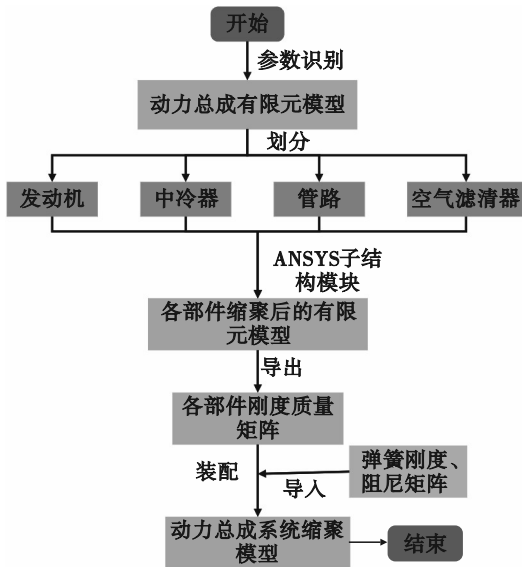 开始
参数识别
动力总成有限元模型
划分
发动机
中冷器
管路
空气滤清器
ANSYS子结
构模块
各部件缩聚后的有限
元模型
导出
各部件刚度质量
矩阵
装配
导入
弹簧刚度、
阻尼矩阵
动力总成系统缩聚
模型
结束